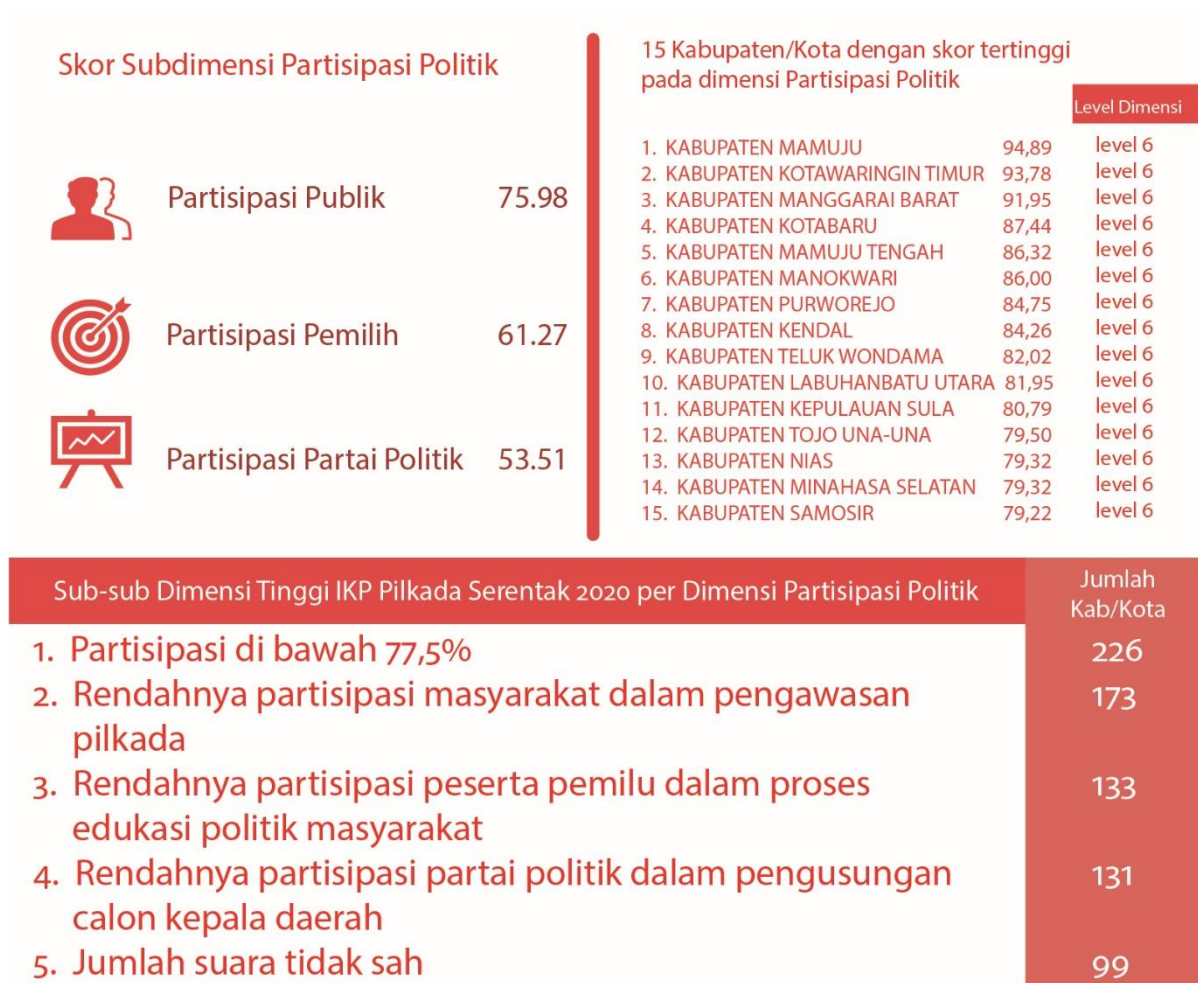 Skor Subdimensi Partisipasi Politik
Partisipasi Publik 75.98
Partisipasi Pemilih 61.27
Partisipasi Partai Politik 53.51
15 Kabupaten/Kota dengan skor tertinggi
pada dimensi Partisipasi Politik
Level Dimensi
1. KABUPATEN MAMUJU 94,89 level 6
2. KABUPATEN KOTAWARINGIN TIMUR 93,78 level 6
3. KABUPATEN MANGGARAI BARAT 91,95 level 6
4. KABUPATEN KOTABARU 87,44 level 6
5. KABUPATEN MAMUJU TENGAH 86,32 level 6
6. KABUPATEN MANOKWARI 86,00 level 6
7. KABUPATEN PURWOREJO 84,75 level 6
8. KABUPATEN KENDAL 84,26 level 6
9. KABUPATEN TELUK WONDAMA 82,02 level 6
10. KABUPATEN LABUHANBATU UTARA 81,95 level 6
11. KABUPATEN KEPULAUAN SULA 80,79 level 6
12. KABUPATEN TOJO UNA-UNA 79,50 level 6
13. KABUPATEN NIAS 79,32 level 6
14. KABUPATEN MINAHASA SELATAN 79,32 level 6
15. KABUPATEN SAMOSIR 79,22 level 6
Sub-sub Dimensi Tinggi IKP Pilkada Serentak 2020 per Dimensi Partisipasi Politik
Jumlah
Kab/Kota
1. Partisipasi di bawah 77,5% 226
2. Rendahnya partisipasi masyarakat dalam pengawasan 173
pilkada
3. Rendahnya partisipasi peserta pemilu dalam proses 133
edukasi politik masyarakat
4. Rendahnya partisipasi partai politik dalam pengusungan 131
calon kepala daerah
5. Jumlah suara tidak sah 99